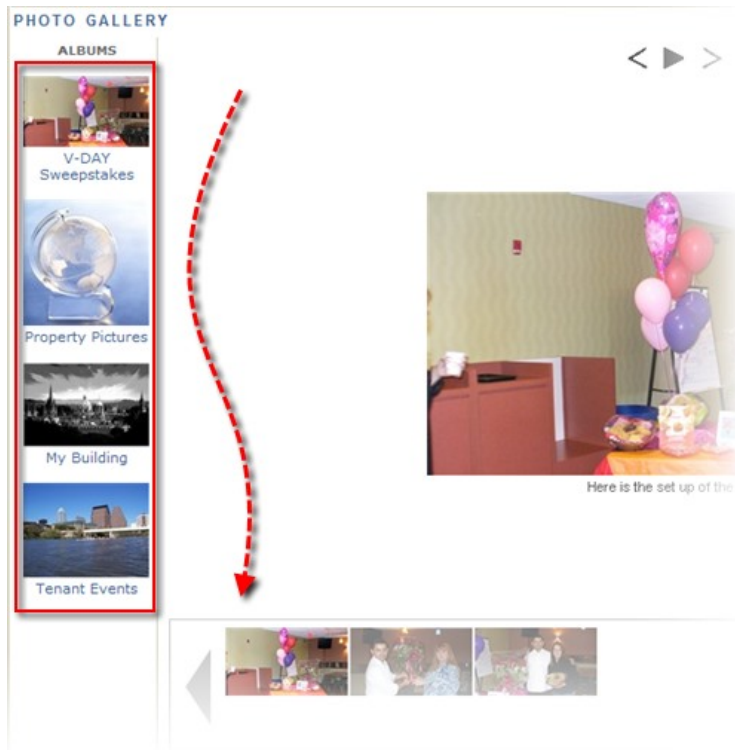 PHOTO GALLERY
ALBUMS
V-DAY
Sweepstakes
Property Pictures
My Building
Tenant Events
Here is the set up of the